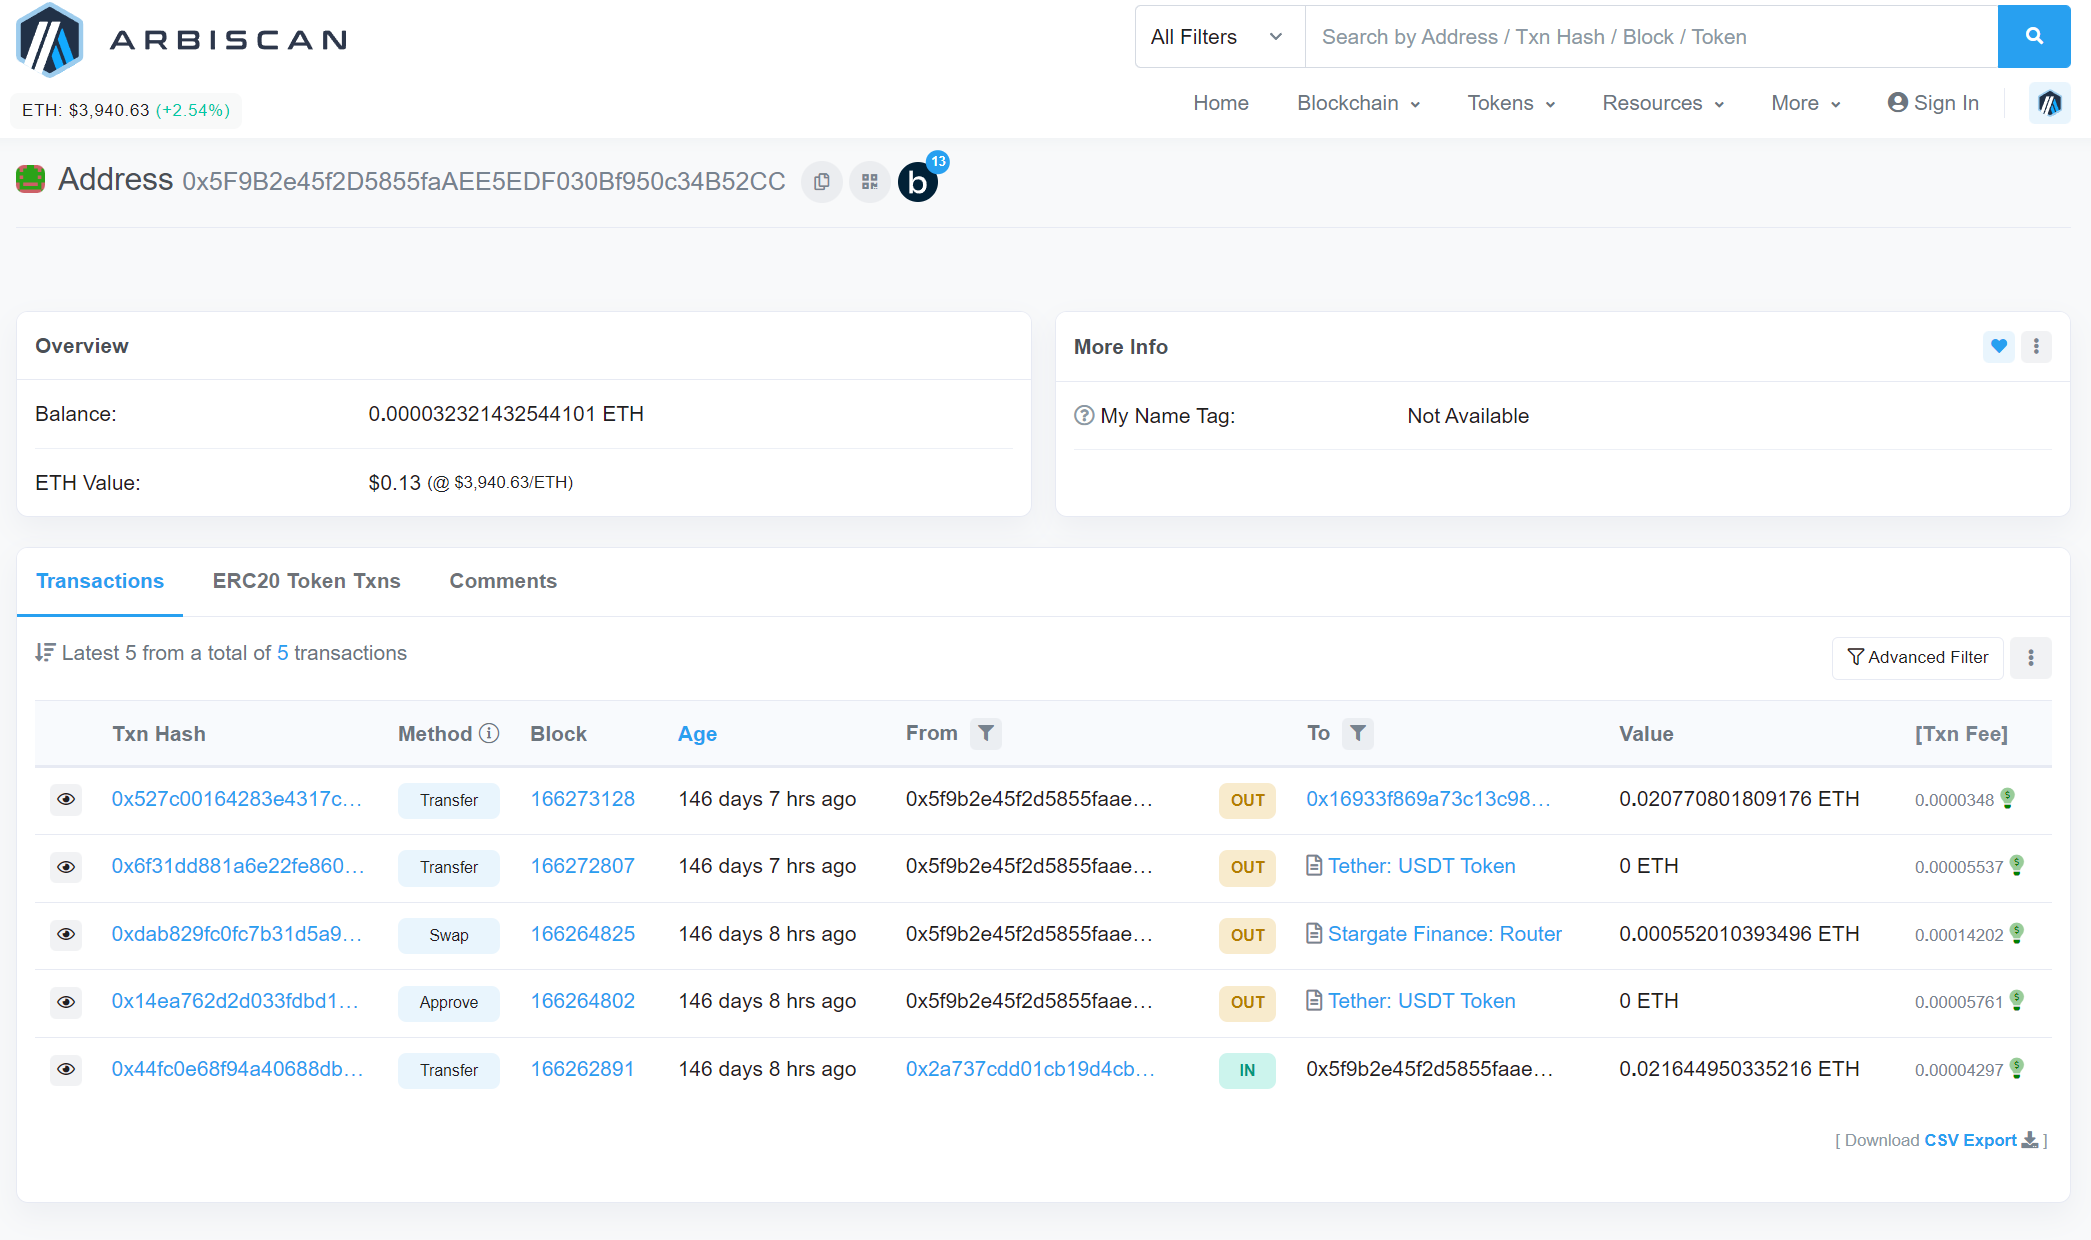 ARBISCAN
All Filters
Search by Address / Txn Hash / Block / Token
ETH: $3,940.63 (+2.54%)
Home Blockchain Tokens Resources More Sign In
Address 0x5F9B2e45f2D5855faAEE5EDF030Bf950c34B52CC b 13
Overview
Balance: 0.000032321432544101 ETH
ETH Value: $0.13 (@ $3,940.63/ETH)
More Info
My Name Tag: Not Available
Transactions ERC20 Token Txns Comments
Latest 5 from a total of 5 transactions
Advanced Filter
Txn Hash Method Block Age From To Value [Txn Fee]
0x527c00164283e4317c... Transfer 166273128 146 days 7 hrs ago 0x5f9b2e45f2d5855faae... OUT 0x16933f869a73c13c98... 0.020770801809176 ETH 0.0000348
0x6f31dd881a6e22fe860... Transfer 166272807 146 days 7 hrs ago 0x5f9b2e45f2d5855faae... OUT Tether: USDT Token 0 ETH 0.00005537
0xdab829fc0fc7b31d5a9... Swap 166264825 146 days 8 hrs ago 0x5f9b2e45f2d5855faae... OUT Stargate Finance: Router 0.000552010393496 ETH 0.00014202
0x14ea762d2d033fdbd1... Approve 166264802 146 days 8 hrs ago 0x5f9b2e45f2d5855faae... OUT Tether: USDT Token 0 ETH 0.00005761
0x44fc0e68f94a40688db... Transfer 166262891 146 days 8 hrs ago 0x2a737cdd01cb19d4cb... IN 0x5f9b2e45f2d5855faae... 0.021644950335216 ETH 0.00004297
[ Download CSV Export ]